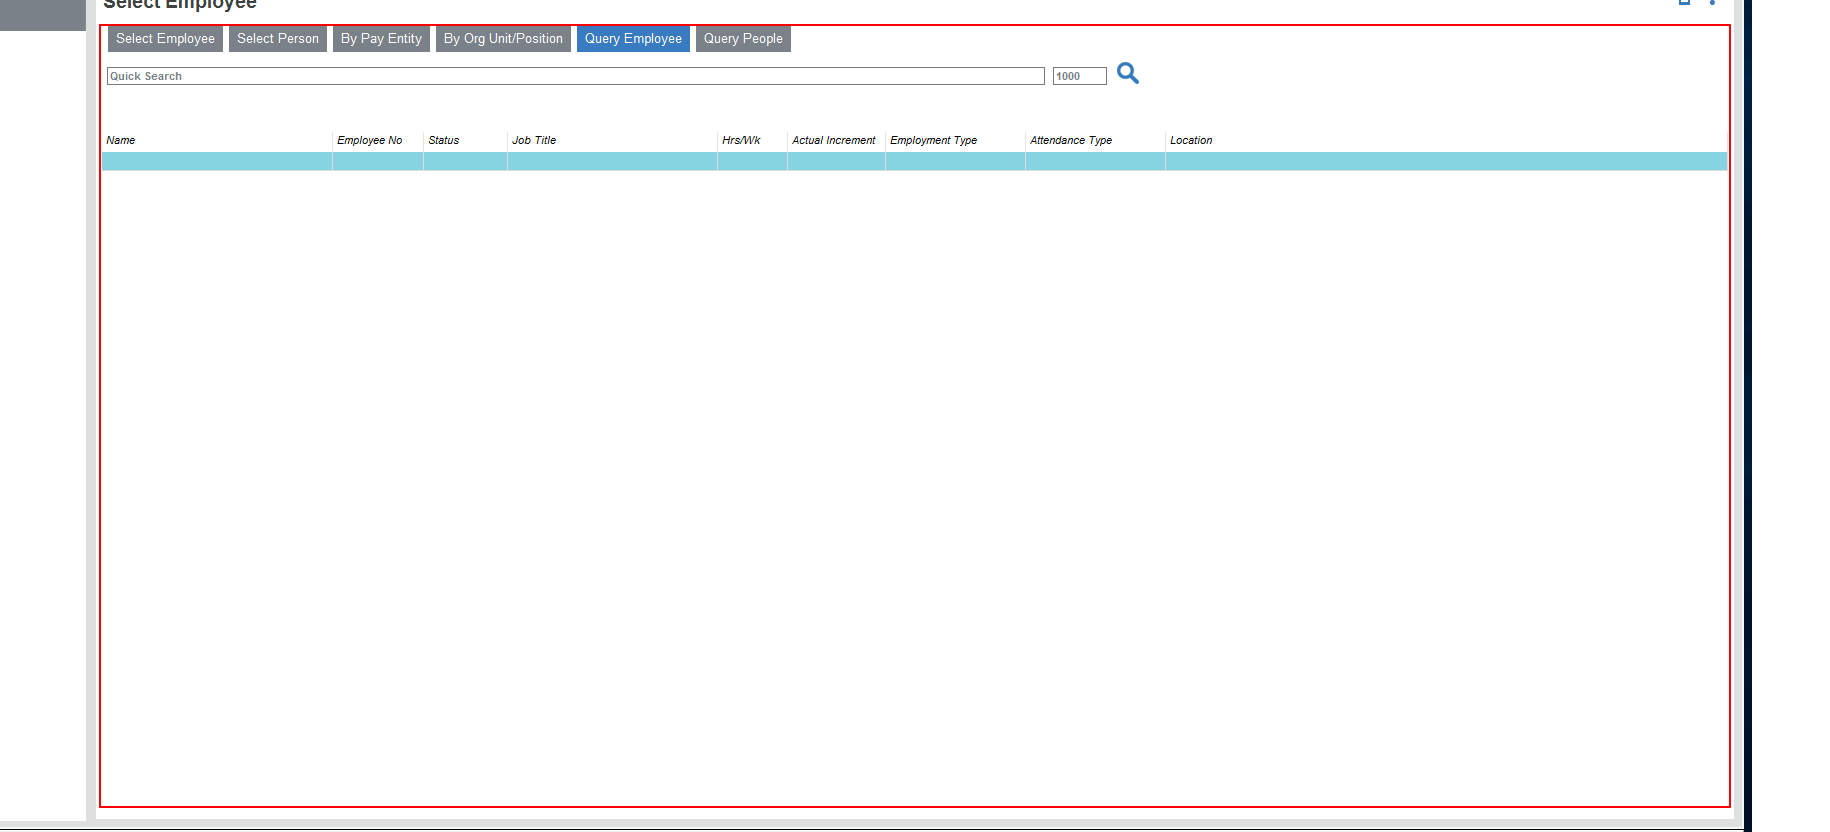 Select Employee
Select Employee Select Person By Pay Entity By Org Unit/Position Query Employee Query People
Quick Search 1000
Name Employee No Status Job Title Hrs/Wk Actual Increment Employment Type Attendance Type Location